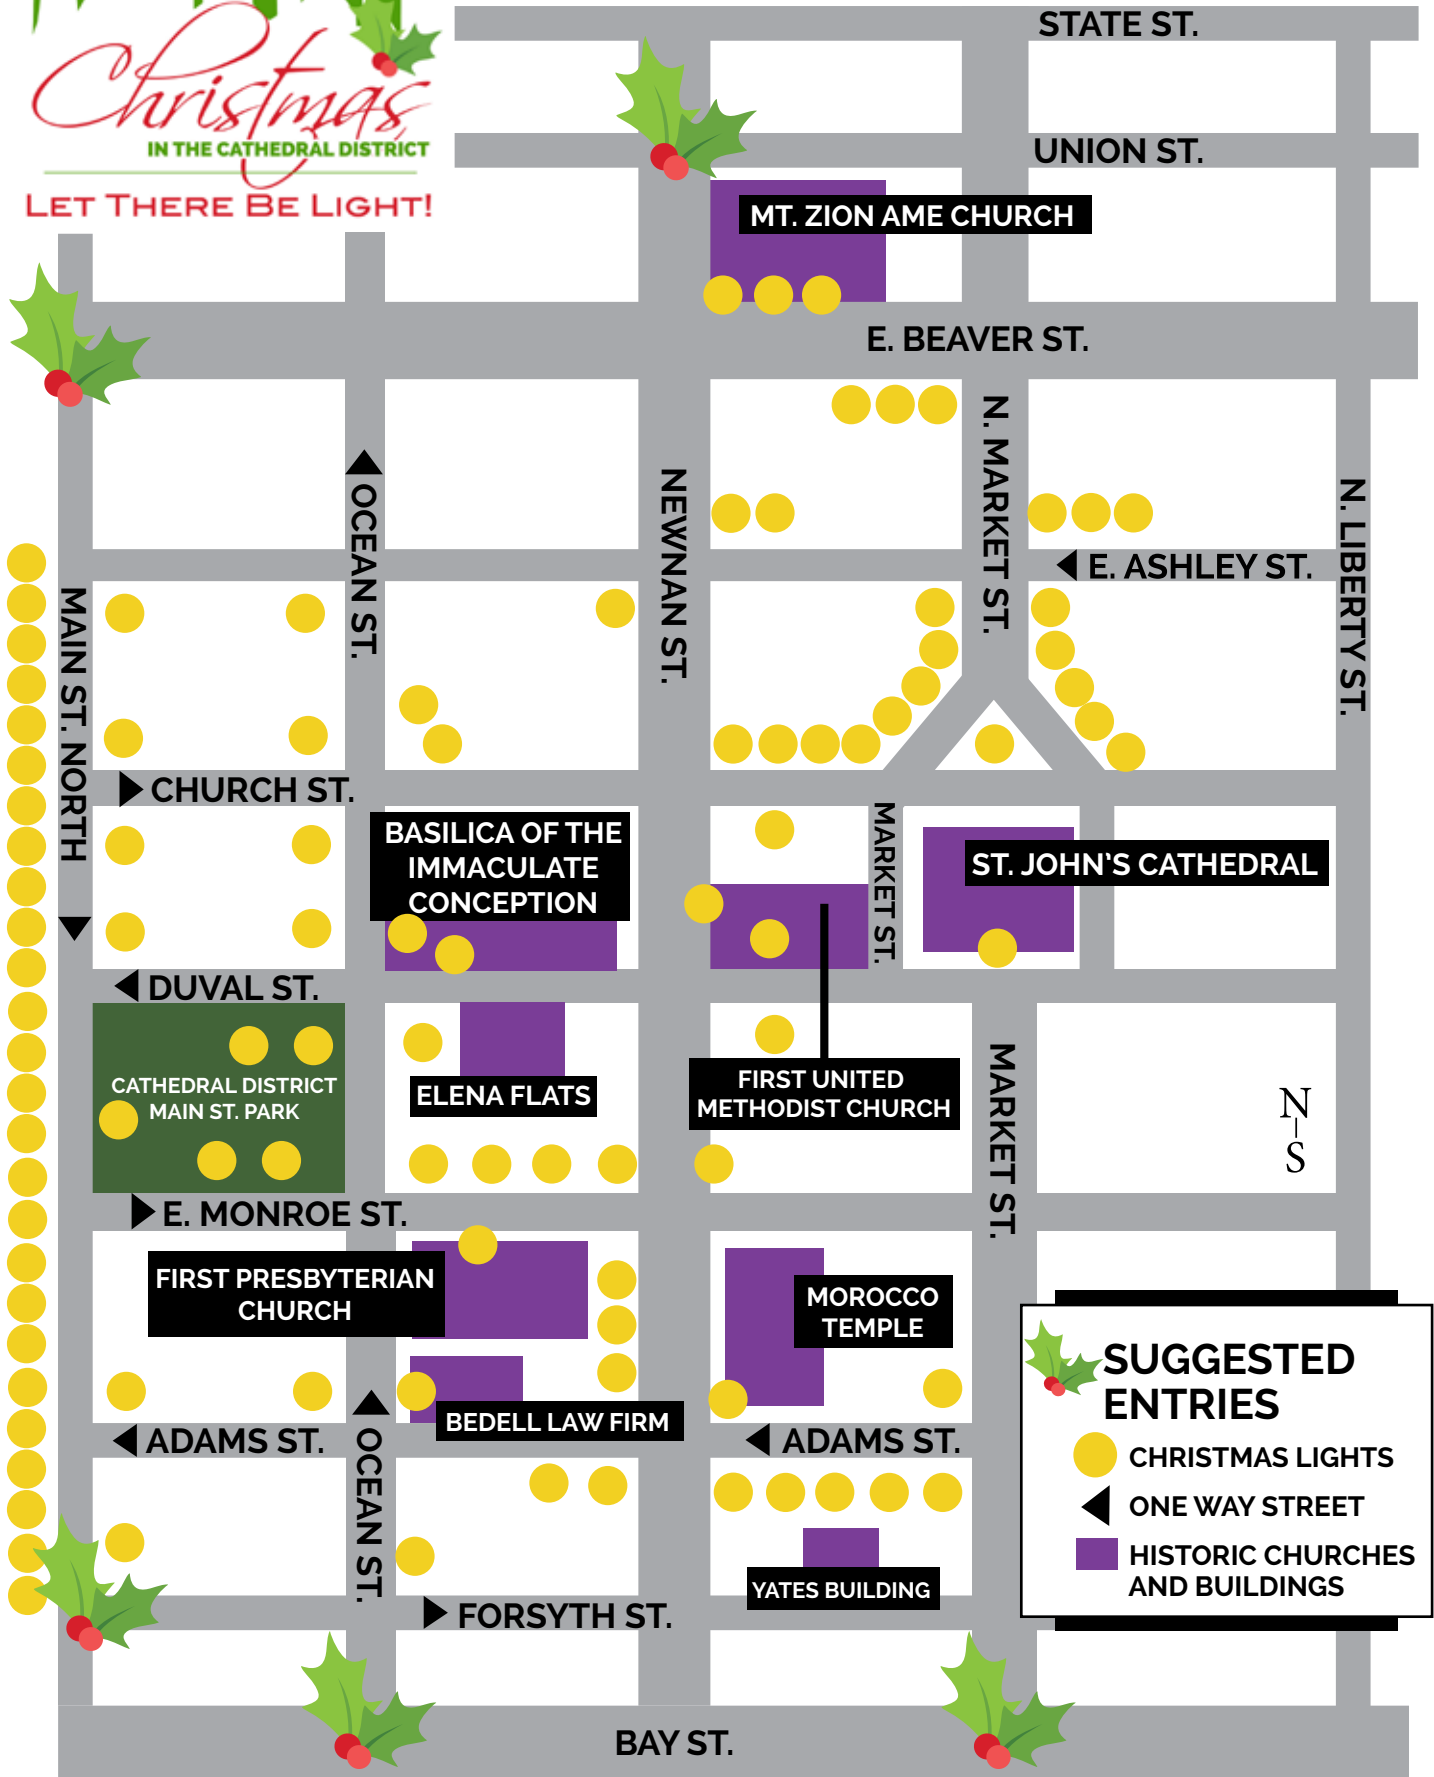 Christmas
IN THE CATHEDRAL DISTRICT
LET THERE BE LIGHT!
STATE ST.
UNION ST.
MT. ZION AME CHURCH
E. BEAVER ST.
N. MARKET ST.
OCEAN ST.
NEWNAN ST.
N. LIBERTY ST.
E. ASHLEY ST.
MAIN ST. NORTH
CHURCH ST.
BASILICA OF THE
IMMACULATE
CONCEPTION
MARKET ST.
ST. JOHN'S CATHEDRAL
DUVAL ST.
CATHEDRAL DISTRICT
MAIN ST. PARK
ELENA FLATS
FIRST UNITED
METHODIST CHURCH
MARKET ST.
N
S
E. MONROE ST.
FIRST PRESBYTERIAN
CHURCH
MOROCCO
TEMPLE
BEDELL LAW FIRM
ADAMS ST.
ADAMS ST.
OCEAN ST.
YATES BUILDING
FORSYTH ST.
BAY ST.
SUGGESTED
ENTRIES
CHRISTMAS LIGHTS
ONE WAY STREET
HISTORIC CHURCHES
AND BUILDINGS